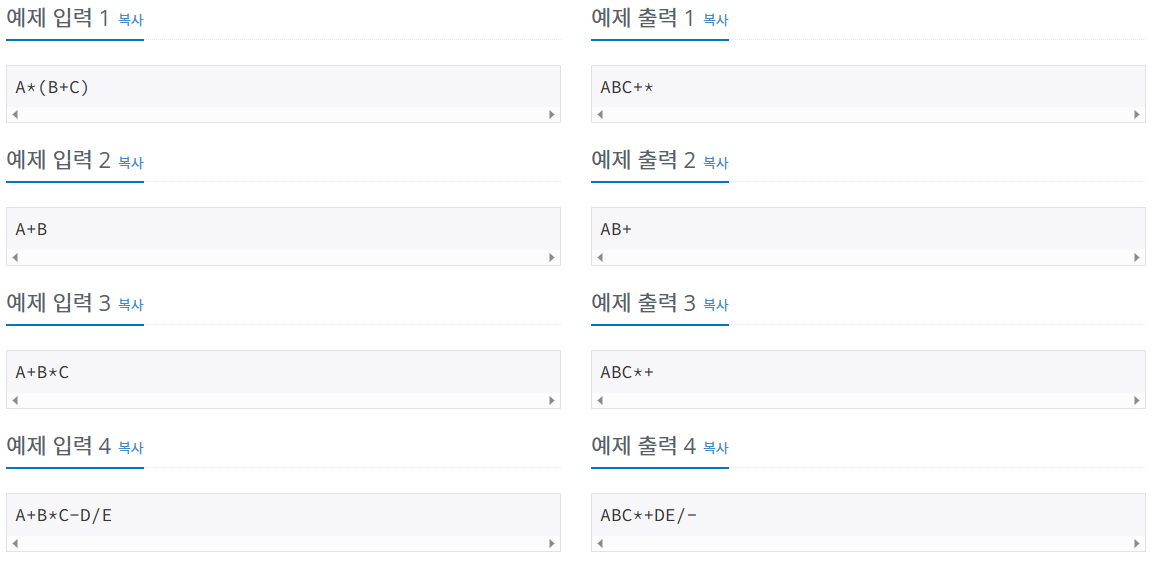 예제 입력 1 복사
A*(B+C)
예제 출력 1 복사
ABC+*
예제 입력 2 복사
A+B
예제 출력 2 복사
AB+
예제 입력 3 복사
A+B*C
예제 출력 3 복사
ABC*+
예제 입력 4 복사
A+B*C-D/E
예제 출력 4 복사
ABC*+DE/-